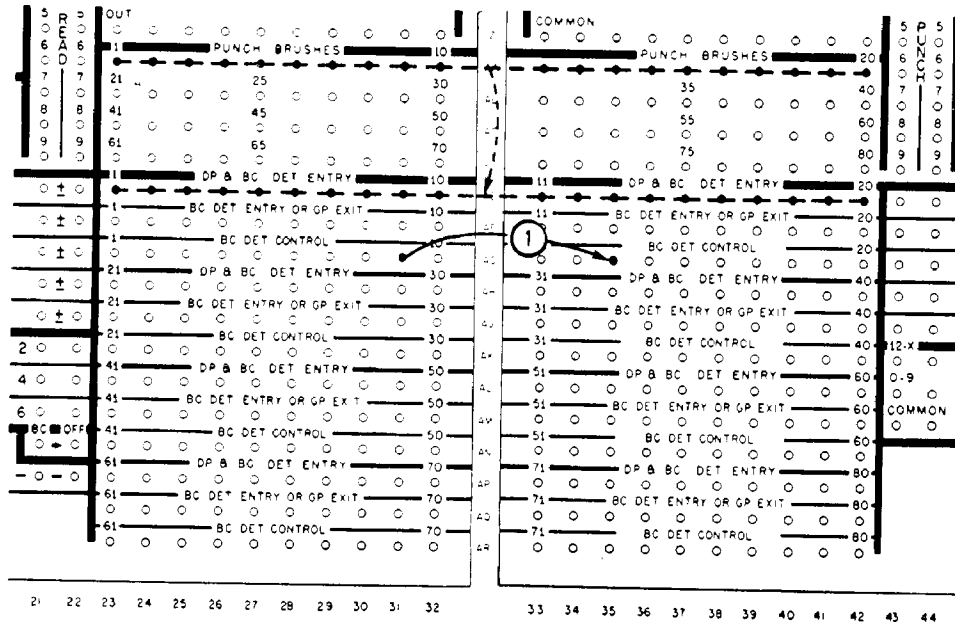 5 R 5 OUT COMMON 5 P 5
6 E 6 1 PUNCH BRUSHES 10 PUNCH BRUSHES 20 6 U 6
A N
7 D 7 21 25 30 35 40 7 C 7
H
8 8 41 45 50 55 60 8 8
9 9 61 65 70 75 80 9 9
± 1 DP & BC DET ENTRY 10 11 DP & BC DET ENTRY 20
± 1 BC DET ENTRY OR GP EXIT 10 11 BC DET ENTRY OR GP EXIT 20
± 1 BC DET CONTROL 1 BC DET CONTROL 20
± 21 DP & BC DET ENTRY 30 31 DP & BC DET ENTRY 40
AH
± 21 BC DET ENTRY OR GP EXIT 30 31 BC DET ENTRY OR GP EXIT 40
AJ
2 21 BC DET CONTROL 30 31 BC DET CONTROL 40 12-X
AK
4 41 DP & BC DET ENTRY 50 51 DP & BC DET ENTRY 60 0-9
AL
6 41 BC DET ENTRY OR GP EXIT 50 51 BC DET ENTRY OR GP EXIT 60 COMMON
AM
BC OFF 41 BC DET CONTROL 50 51 BC DET CONTROL 60
AN
61 DP & BC DET ENTRY 70 71 DP & BC DET ENTRY 80
AP
61 BC DET ENTRY OR GP EXIT 70 71 BC DET ENTRY OR GP EXIT 80
AQ
61 BC DET CONTROL 70 71 BC DET CONTROL 80
AR
21 22 23 24 25 26 27 28 29 30 31 32 33 34 35 36 37 38 39 40 41 42 43 44